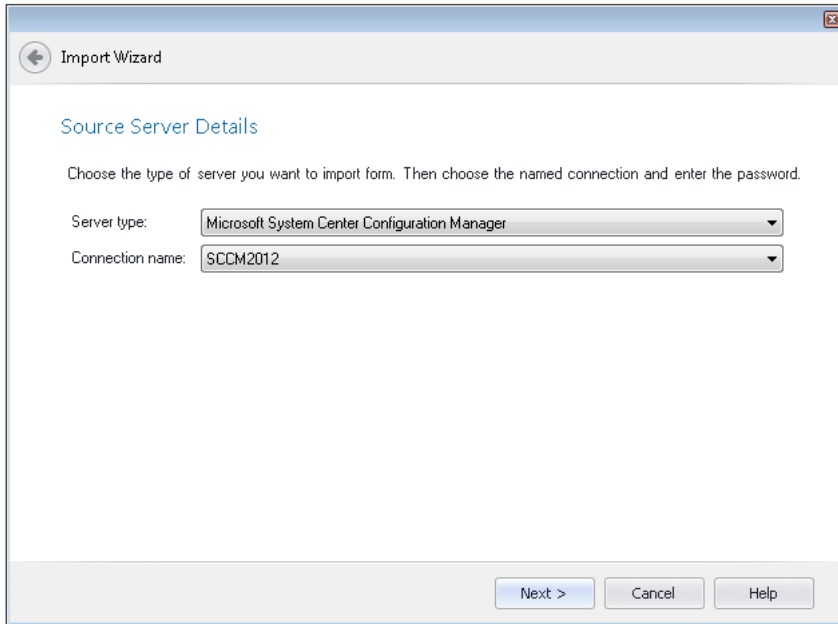 Import Wizard
Source Server Details
Choose the type of server you want to import form. Then choose the named connection and enter the password.
Server type: Microsoft System Center Configuration Manager
Connection name: SCCM2012
Next > Cancel Help